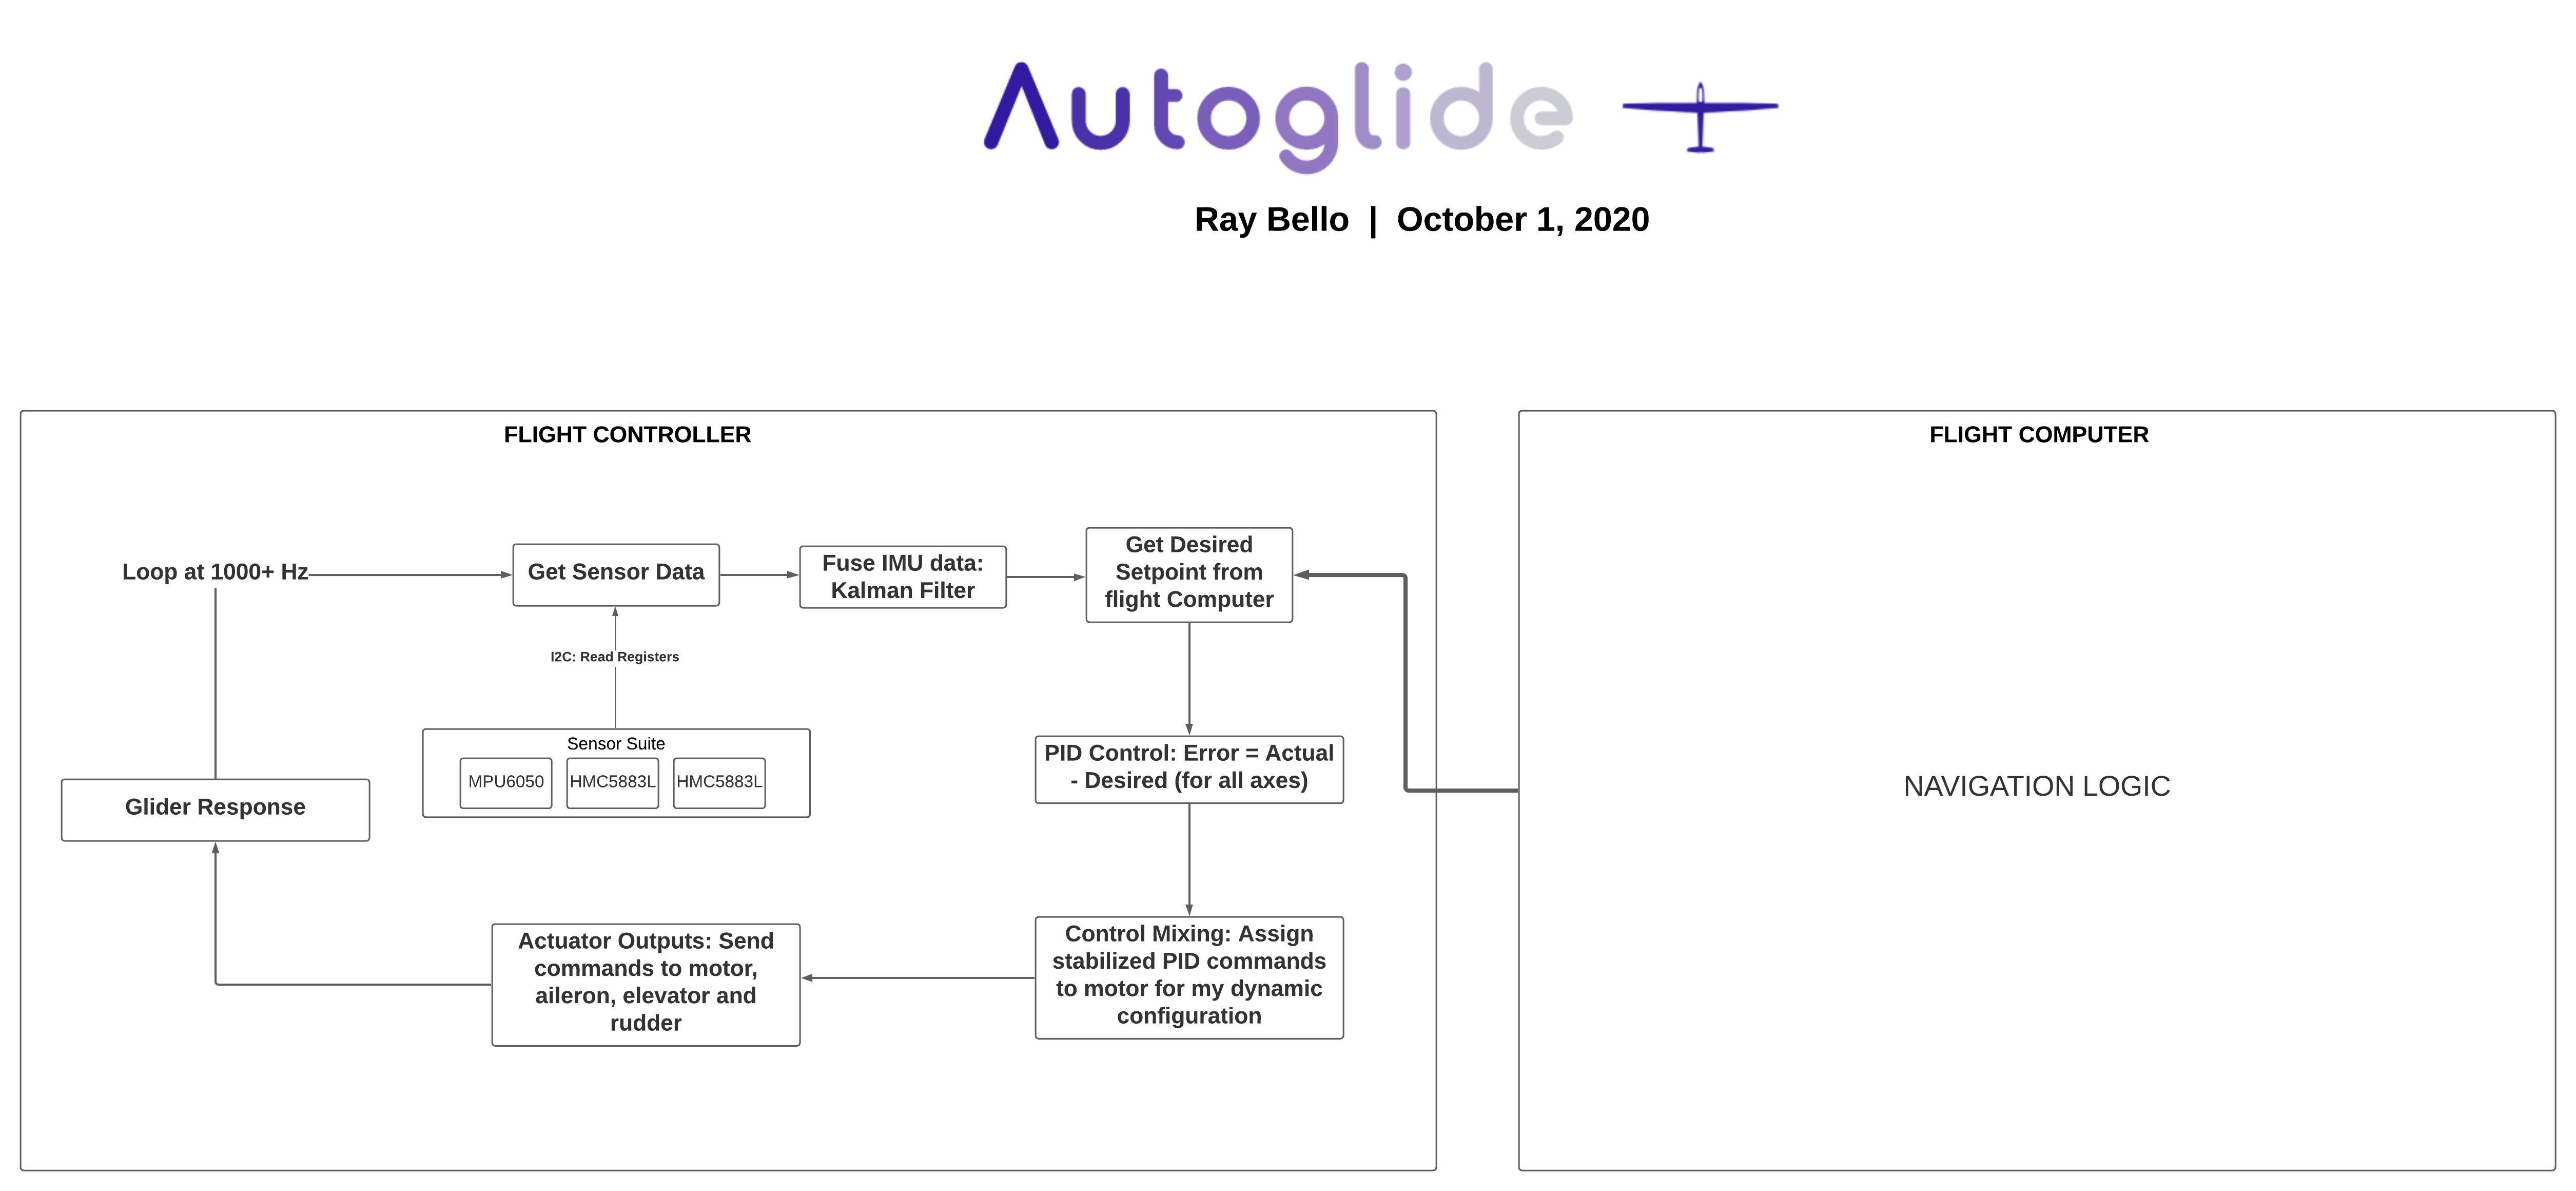 Autoglide
Ray Bello | October 1, 2020
FLIGHT CONTROLLER
Loop at 1000+ Hz
Get Sensor Data
Fuse IMU data:
Kalman Filter
Get Desired
Setpoint from
flight Computer
I2C: Read Registers
Sensor Suite
MPU6050
HMC5883L
HMC5883L
PID Control: Error = Actual
- Desired (for all axes)
Glider Response
Actuator Outputs: Send
commands to motor,
aileron, elevator and
rudder
Control Mixing: Assign
stabilized PID commands
to motor for my dynamic
configuration
FLIGHT COMPUTER
NAVIGATION LOGIC